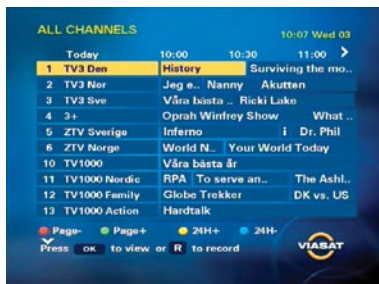 ALL CHANNELS 10:07 Wed 03
Today 10:00 10:30 11:00 >
1 TV3 Den History Surviving the mo..
2 TV3 Nor Jeg e.. Nanny Akutten
3 TV3 Sve Våra bästa .. Ricki Lake
4 3+ Oprah Winfrey Show What ..
5 ZTV Sverige Inferno i Dr. Phil
6 ZTV Norge World N.. Your World Today
10 TV1000 Våra bästa år
11 TV1000 Nordic RPA To serve an.. The Ashl..
12 TV1000 Family Globe Trekker DK vs. US
13 TV1000 Action Hardtalk
Page- Page+ 24H+ 24H-
Press OK to view or R to record
VIASAT